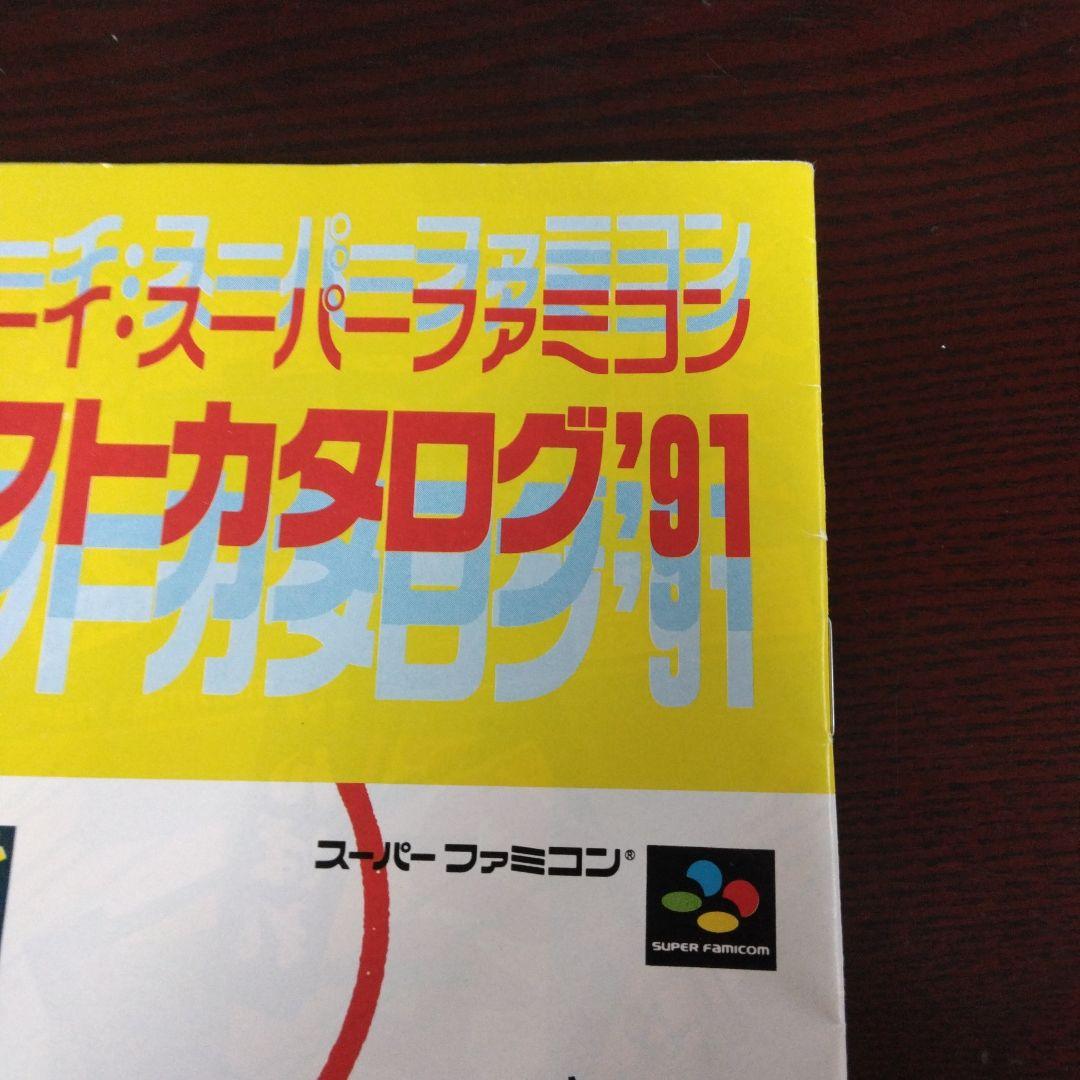 ーチ・スーパーファミコン
ーイ・スーパーファミコン
フトカタログ'91
フトカタログ'91
スーパーファミコン®
SUPER FAMICOM